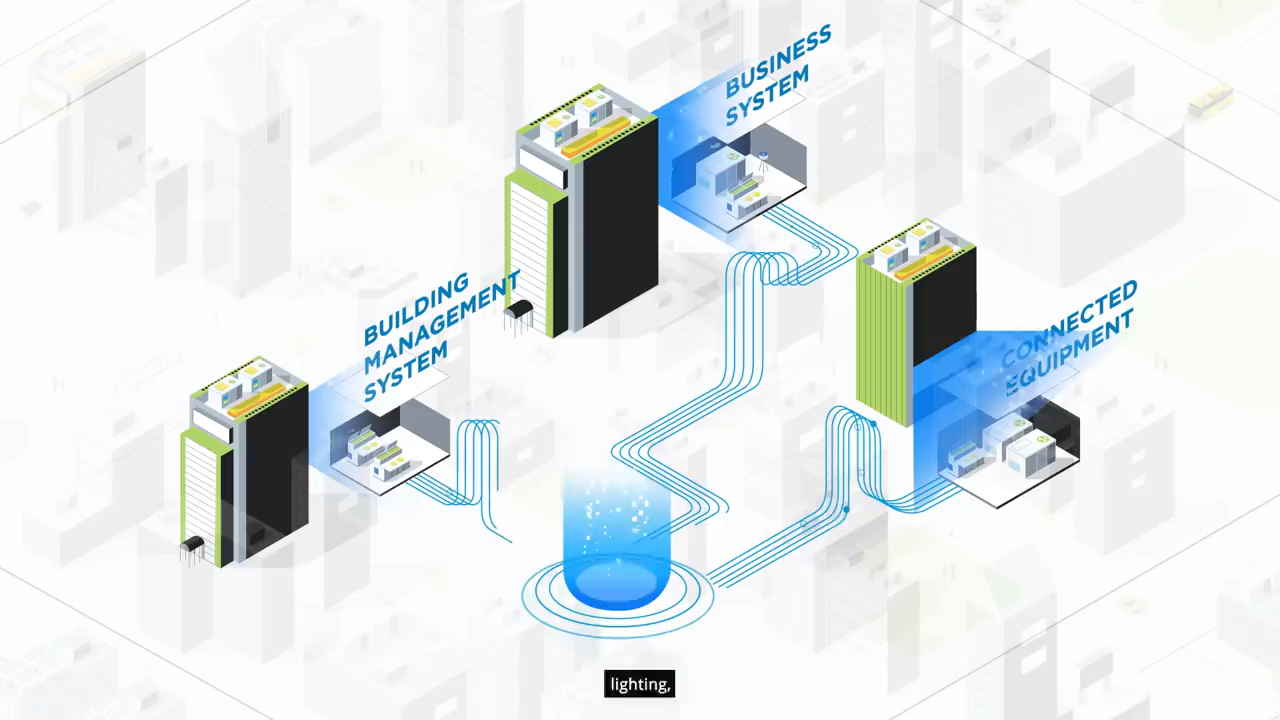 BUSINESS
SYSTEM
BUILDING
MANAGEMENT
SYSTEM
CONNECTED
EQUIPMENT
lighting,